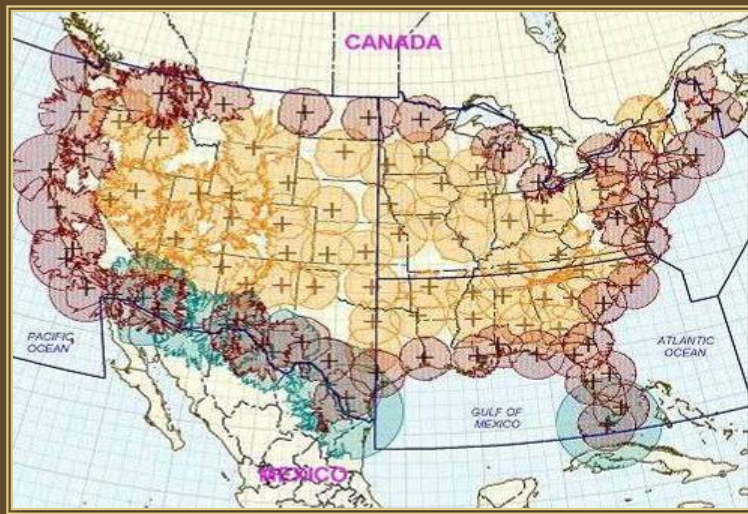 CANADA
PACIFIC
OCEAN
ATLANTIC
OCEAN
GULF OF
MEXICO
MEXICO